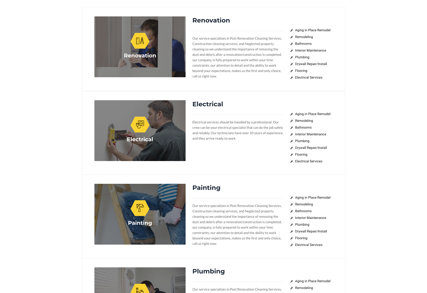 Renovation
Renovation
Our service specializes in Post Renovation Cleaning Services,
Construction cleaning services, and Neglected property
cleaning so we understand the importance of removing the
dust and debris after a renovation/construction is completed.
our company is fully prepared to work within your time
constraints our attention to detail and the ability to work
beyond your expectations, makes us the first and only choice.
call us right now.
Aging in Place Remodel
Remodeling
Bathrooms
Interior Maintenance
Plumbing
Drywall Repair/Install
Flooring
Electrical Services
Electrical
Electrical
Electrical services should be handled by a professional. Our
crew can be your electrical specialist that can do the job safely
and reliably. Our technicians have over 10 years of experience
and they arrive ready to work
Aging in Place Remodel
Remodeling
Bathrooms
Interior Maintenance
Plumbing
Drywall Repair/Install
Flooring
Electrical Services
Painting
Painting
Our service specializes in Post Renovation Cleaning Services,
Construction cleaning services, and Neglected property
cleaning so we understand the importance of removing the
dust and debris after a renovation/construction is completed.
our company is fully prepared to work within your time
constraints our attention to detail and the ability to work
beyond your expectations, makes us the first and only choice.
call us right now.
Aging in Place Remodel
Remodeling
Bathrooms
Interior Maintenance
Plumbing
Drywall Repair/Install
Flooring
Electrical Services
Plumbing
Plumbing
Our service specializes in Post Renovation Cleaning Services,
Aging in Place Remodel
Remodeling